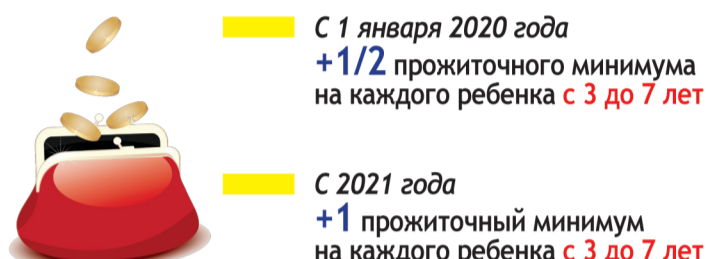 С 1 января 2020 года
+1/2 прожиточного минимума
на каждого ребенка с 3 до 7 лет
С 2021 года
+1 прожиточный минимум
на каждого ребенка с 3 до 7 лет